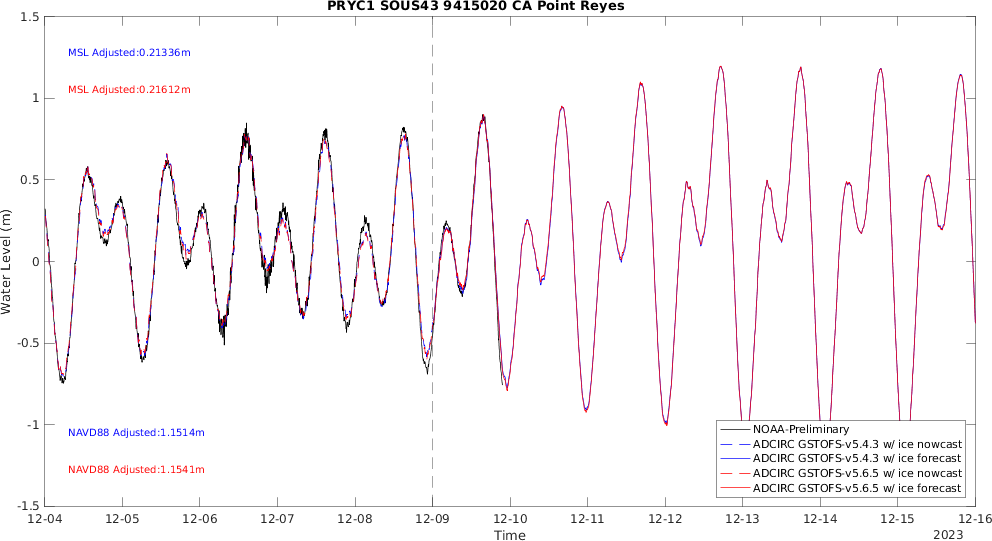 PRYC1 SOUS43 9415020 CA Point Reyes
1.5
1
0.5
0
-0.5
-1
-1.5
Water Level (m)
MSL Adjusted:0.21336m
MSL Adjusted:0.21612m
NAVD88 Adjusted:1.1514m
NAVD88 Adjusted:1.1541m
NOAA-Preliminary
ADCIRC GSTOFS-v5.4.3 w/ ice nowcast
ADCIRC GSTOFS-v5.4.3 w/ ice forecast
ADCIRC GSTOFS-v5.6.5 w/ ice nowcast
ADCIRC GSTOFS-v5.6.5 w/ ice forecast
12-04 12-05 12-06 12-07 12-08 12-09 12-10 12-11 12-12 12-13 12-14 12-15 12-16
Time
2023